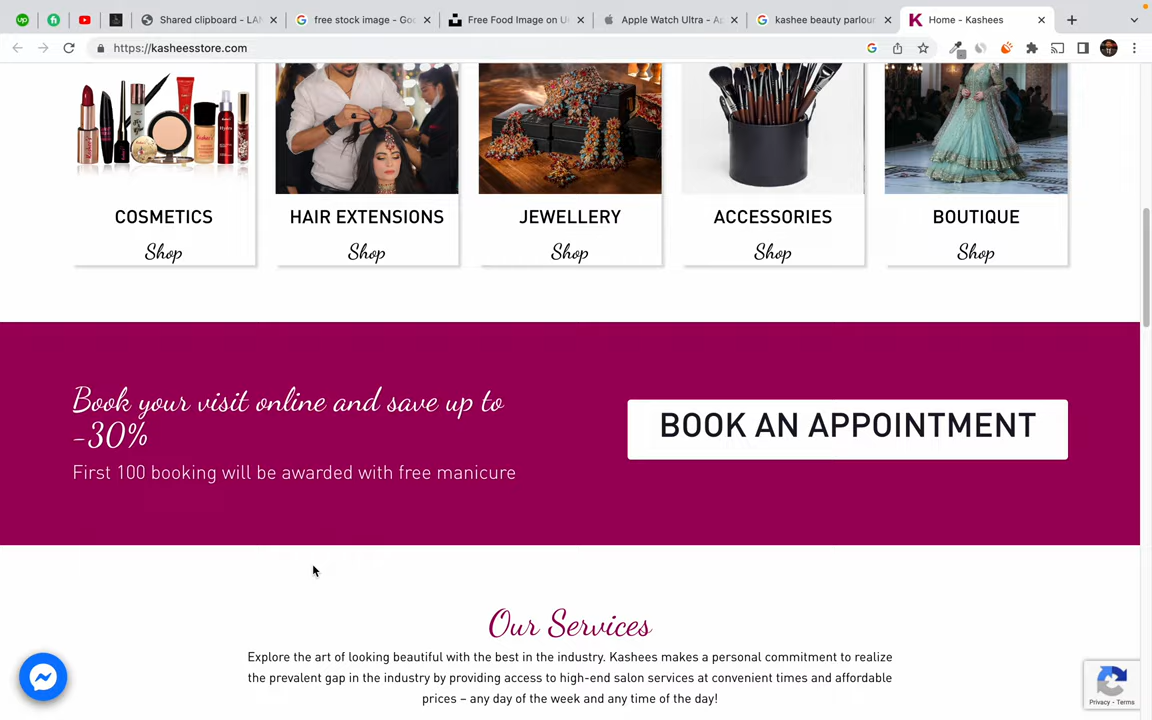 Shared clipboard - LAN
free stock image - Goo
Free Food Image on U
Apple Watch Ultra - Ap
kashee beauty parlour
Home - Kashees
https://kasheesstore.com
COSMETICS
HAIR EXTENSIONS
JEWELLERY
ACCESSORIES
BOUTIQUE
Shop
Shop
Shop
Shop
Shop
Book your visit online and save up to
-30%
First 100 booking will be awarded with free manicure
BOOK AN APPOINTMENT
Our Services
Explore the art of looking beautiful with the best in the industry. Kashees makes a personal commitment to realize
the prevalent gap in the industry by providing access to high-end salon services at convenient times and affordable
prices – any day of the week and any time of the day!
Privacy - Terms